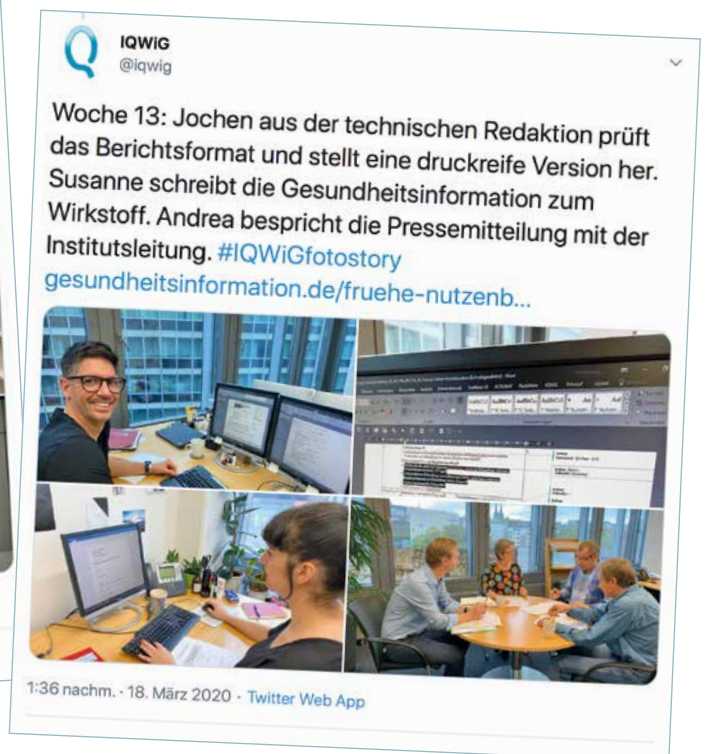 IQWiG
@iqwig
Woche 13: Jochen aus der technischen Redaktion prüft
das Berichtsformat und stellt eine druckreife Version her.
Susanne schreibt die Gesundheitsinformation zum
Wirkstoff. Andrea bespricht die Pressemitteilung mit der
Institutsleitung. #IQWiGfotostory
gesundheitsinformation.de/fruehe-nutzenb...
1:36 nachm. · 18. März 2020 · Twitter Web App